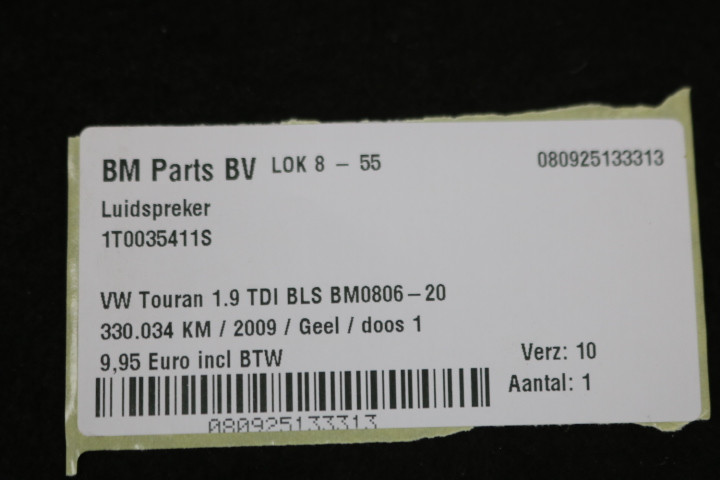 BM Parts BV LOK 8 - 55 080925133313
Luidspreker
1T0035411S
VW Touran 1.9 TDI BLS BM0806-20
330.034 KM / 2009 / Geel / doos 1
9,95 Euro incl BTW Verz: 10
Aantal: 1
080925133313